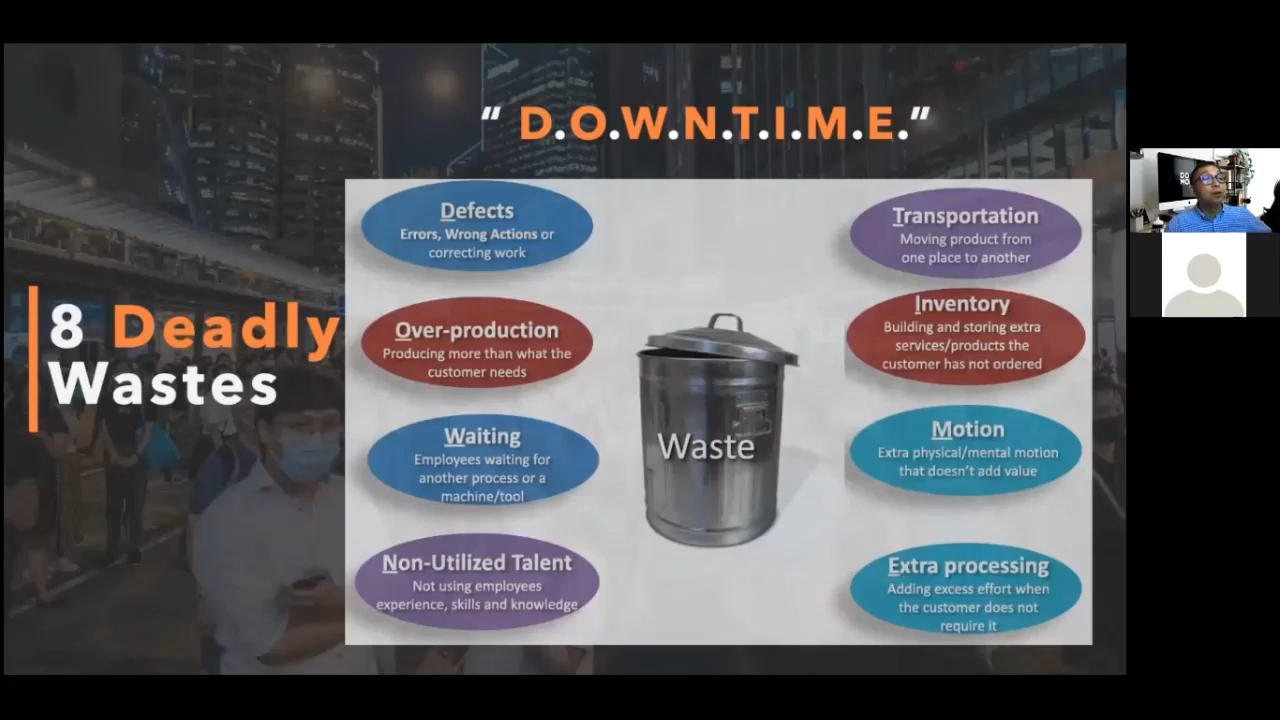 “ D.O.W.N.T.I.M.E.”
8 Deadly
Wastes
Defects
Errors, Wrong Actions or
correcting work
Over-production
Producing more than what the
customer needs
Waiting
Employees waiting for
another process or a
machine/tool
Non-Utilized Talent
Not using employees
experience, skills and knowledge
Waste
Transportation
Moving product from
one place to another
Inventory
Building and storing extra
services/products the
customer has not ordered
Motion
Extra physical/mental motion
that doesn’t add value
Extra processing
Adding excess effort when
the customer does not
require it